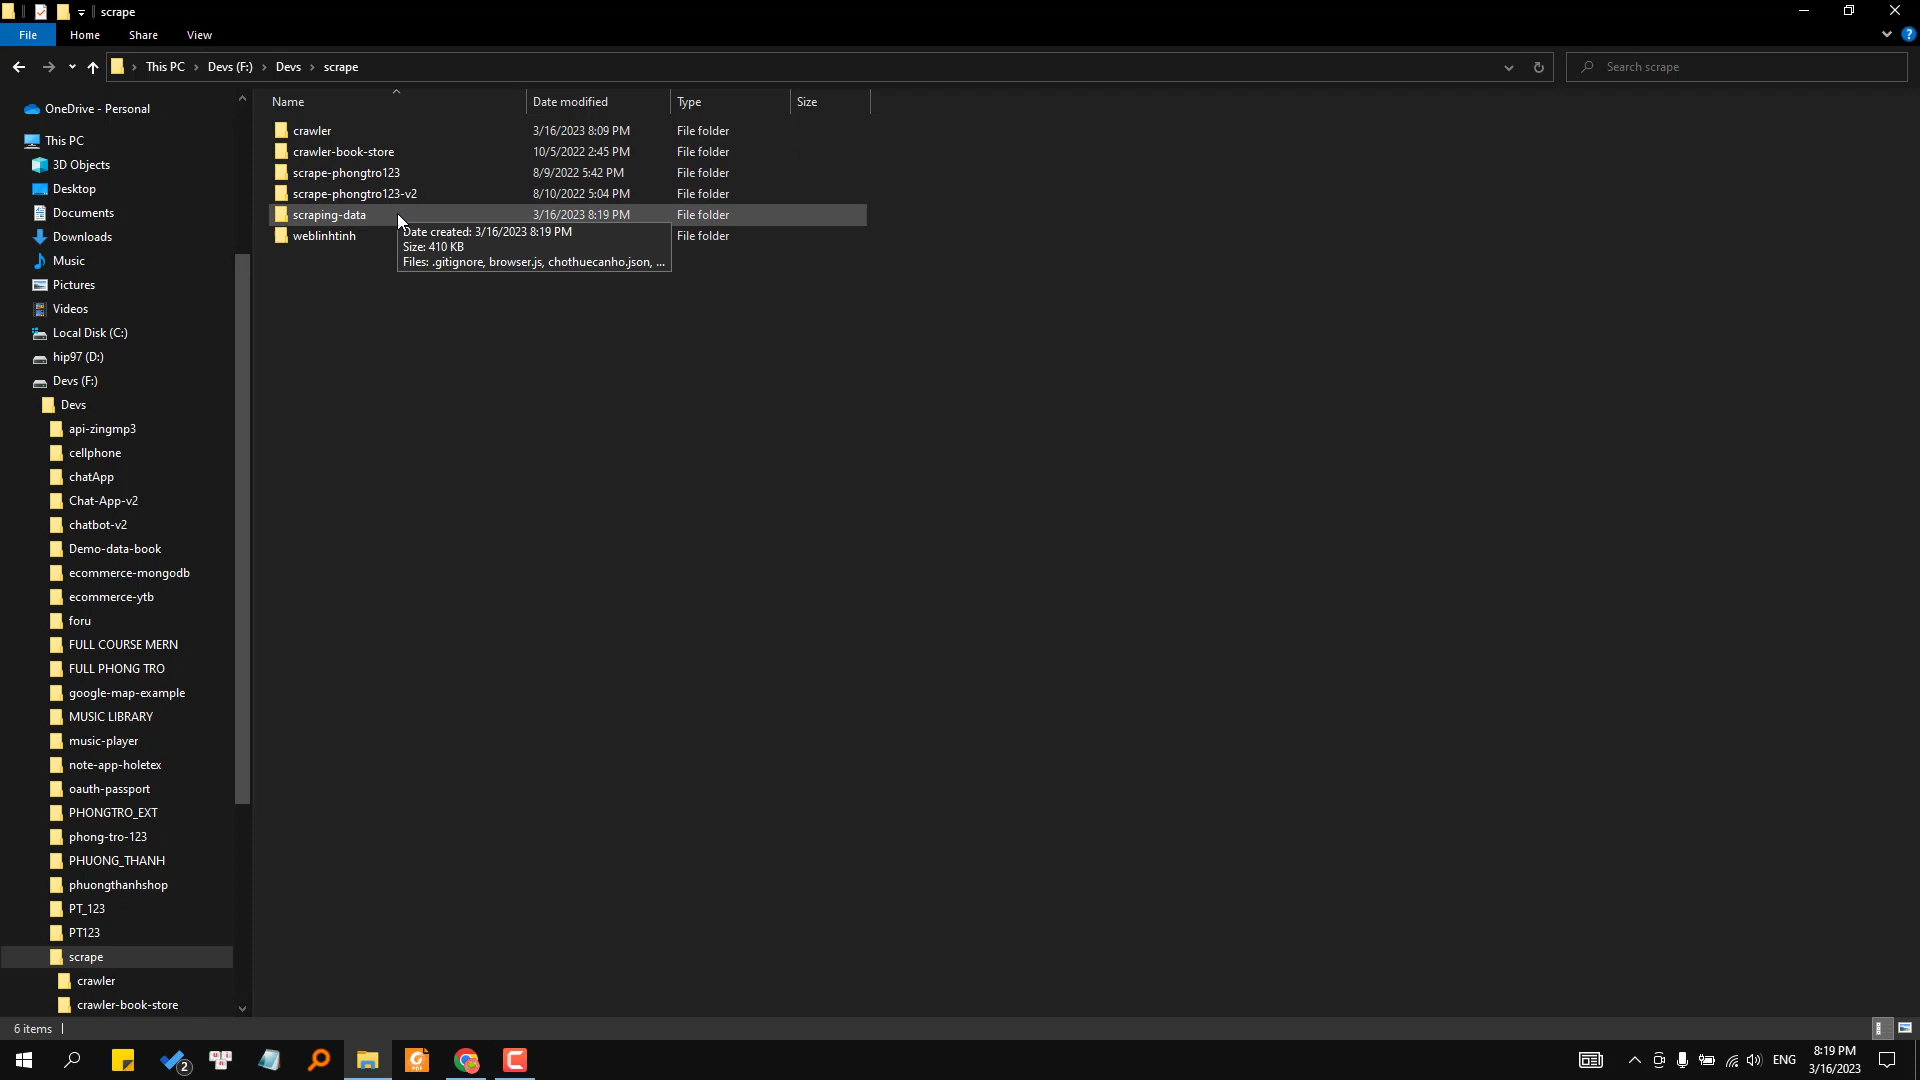 scrape
File Home Share View
This PC Devs (F:) Devs scrape
Search scrape
Name Date modified Type Size
crawler 3/16/2023 8:09 PM File folder
crawler-book-store 10/5/2022 2:45 PM File folder
scrape-phongtro123 8/9/2022 5:42 PM File folder
scrape-phongtro123-v2 8/10/2022 5:04 PM File folder
scraping-data 3/16/2023 8:19 PM File folder
weblinhtinh File folder
Date created: 3/16/2023 8:19 PM
Size: 410 KB
Files: .gitignore, browser.js, chothuecanho.json, ...
OneDrive - Personal
This PC
3D Objects
Desktop
Documents
Downloads
Music
Pictures
Videos
Local Disk (C:)
hip97 (D:)
Devs (F:)
Devs
api-zingmp3
cellphone
chatApp
Chat-App-v2
chatbot-v2
Demo-data-book
ecommerce-mongodb
ecommerce-ytb
foru
FULL COURSE MERN
FULL PHONG TRO
google-map-example
MUSIC LIBRARY
music-player
note-app-holetex
oauth-passport
PHONGTRO_EXT
phong-tro-123
PHUONG_THANH
phuongthanhshop
PT_123
PT123
scrape
crawler
crawler-book-store
6 items
2
ENG
8:19 PM
3/16/2023